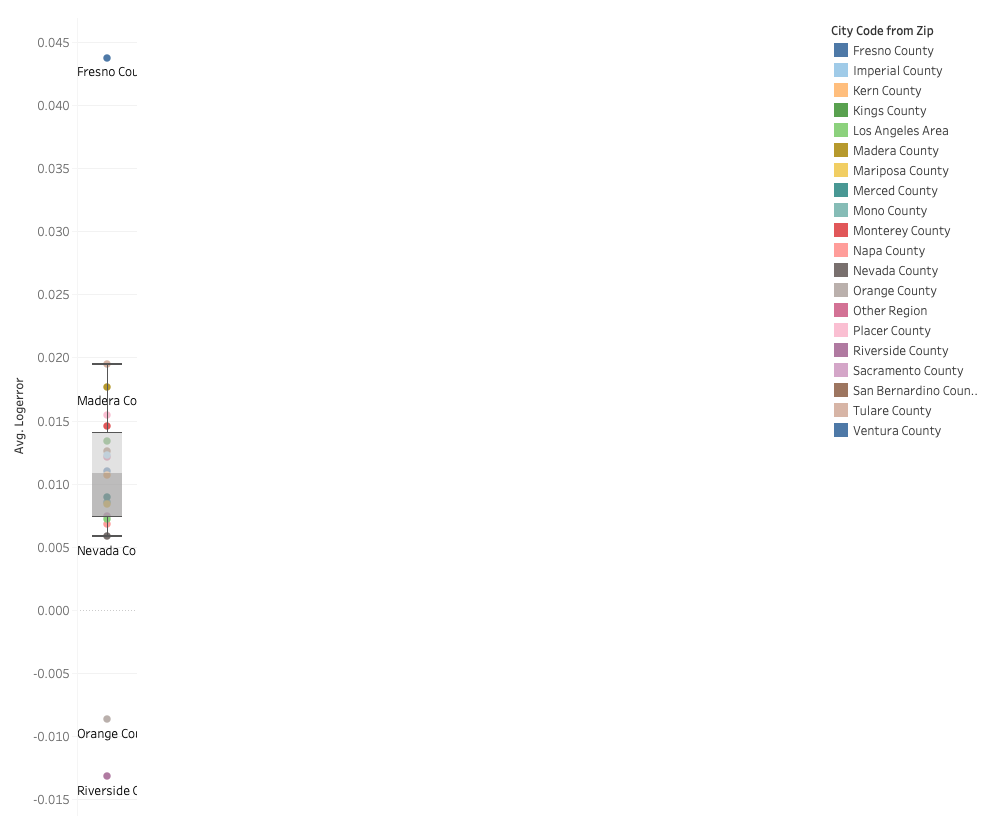 Avg. Logerror
0.045
0.040
0.035
0.030
0.025
0.020
0.015
0.010
0.005
0.000
-0.005
-0.010
-0.015
Fresno Cou
Madera Co
Nevada Co
Orange Cou
Riverside C
City Code from Zip
Fresno County
Imperial County
Kern County
Kings County
Los Angeles Area
Madera County
Mariposa County
Merced County
Mono County
Monterey County
Napa County
Nevada County
Orange County
Other Region
Placer County
Riverside County
Sacramento County
San Bernardino Coun..
Tulare County
Ventura County